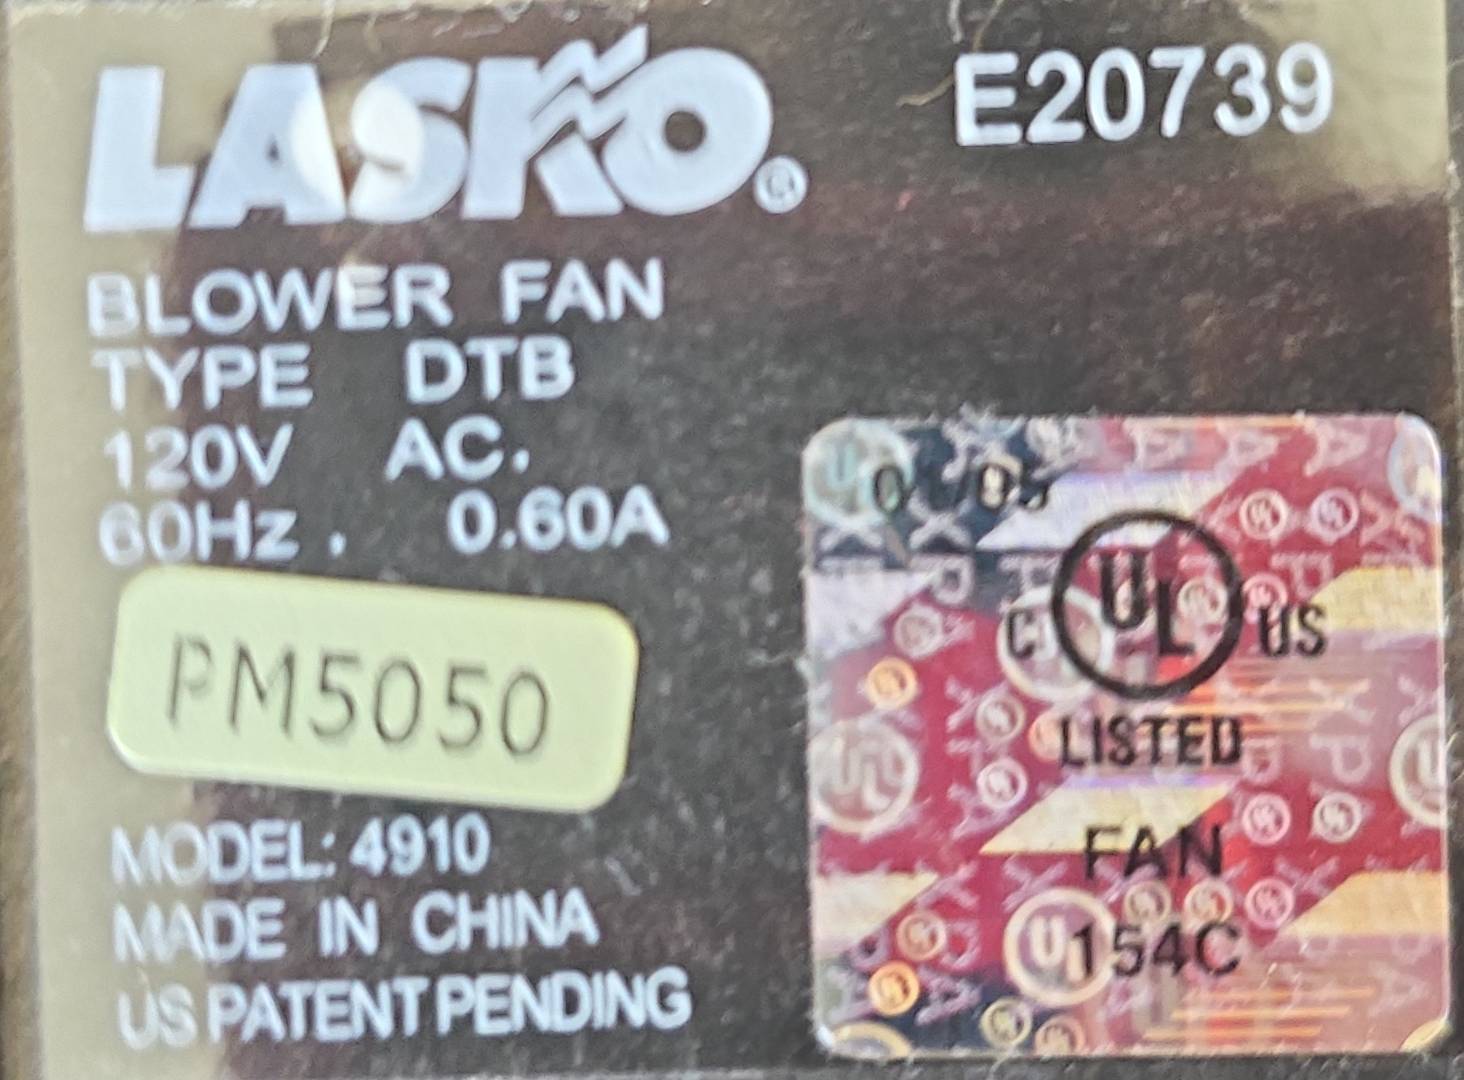 LASKO®
E20739
BLOWER FAN
TYPE DTB
120V AC.
60Hz. 0.60A
PM5050
MODEL: 4910
MADE IN CHINA
US PATENT PENDING
C UL US
LISTED
FAN
154C